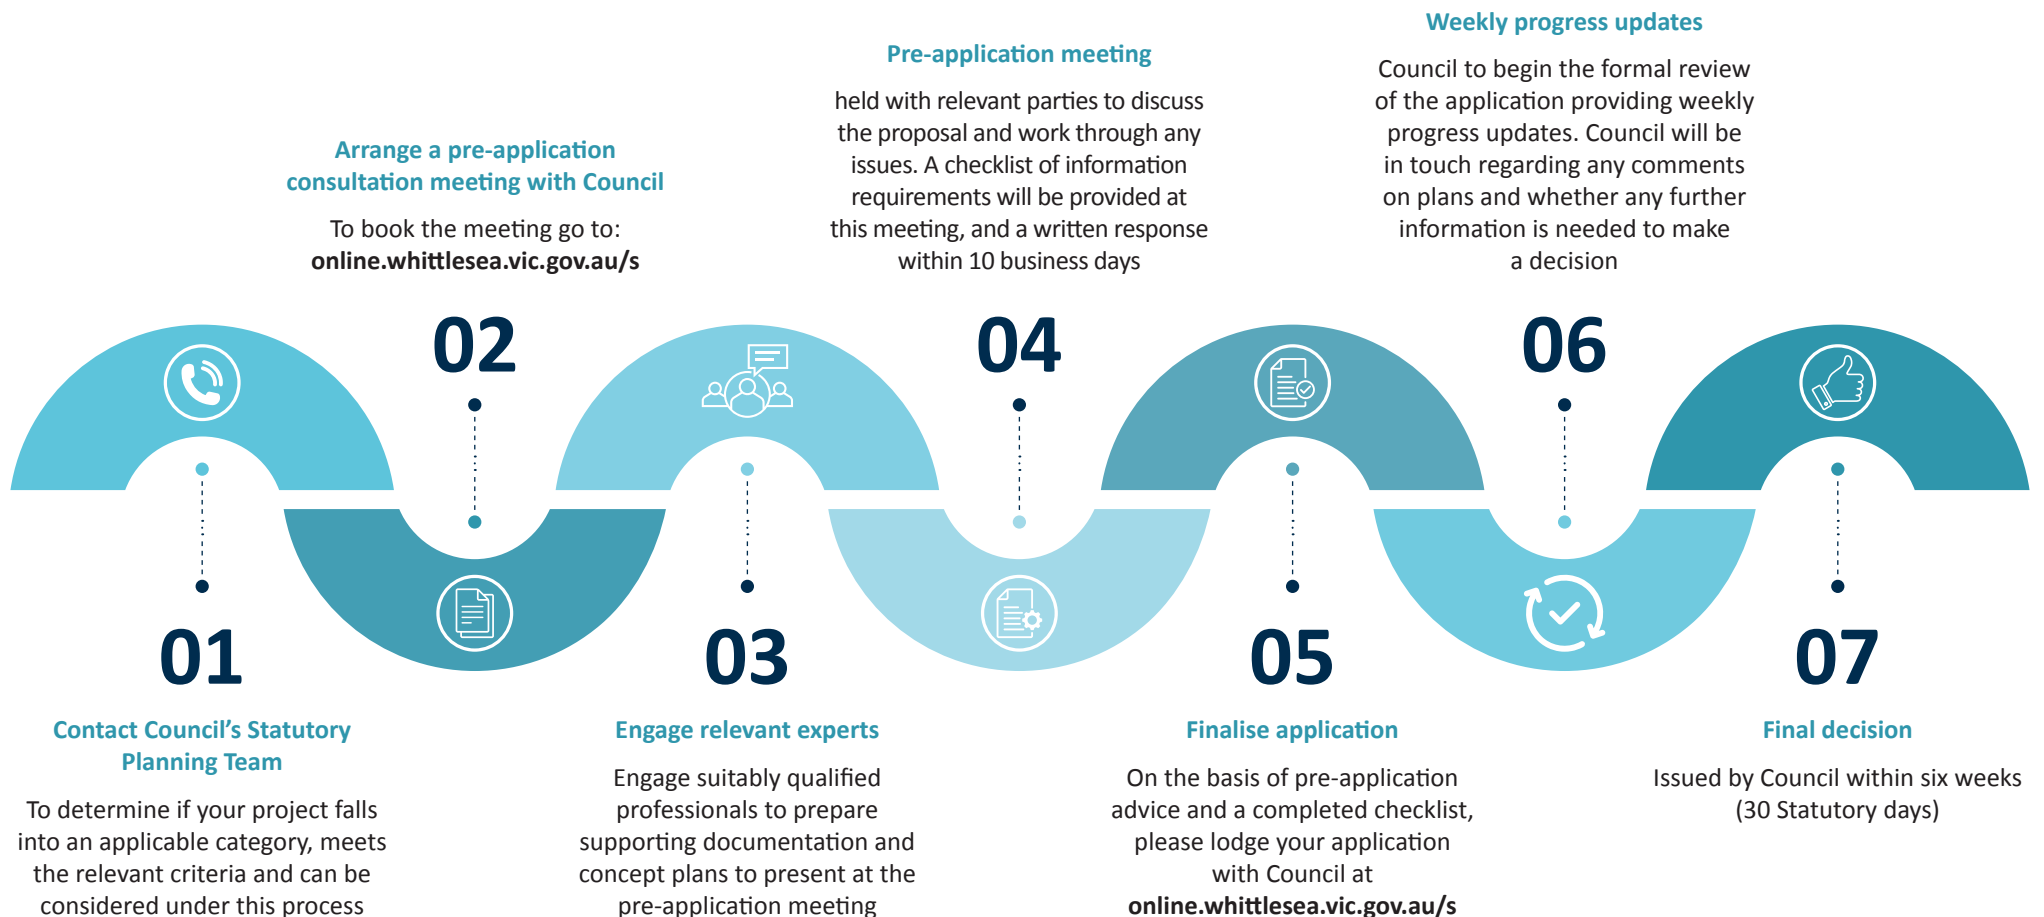 01
Contact Council’s Statutory
Planning Team
To determine if your project falls
into an applicable category, meets
the relevant criteria and can be
considered under this process
Arrange a pre-application
consultation meeting with Council
To book the meeting go to:
online.whittlesea.vic.gov.au/s
02
03
Engage relevant experts
Engage suitably qualified
professionals to prepare
supporting documentation and
concept plans to present at the
pre-application meeting
Pre-application meeting
held with relevant parties to discuss
the proposal and work through any
issues. A checklist of information
requirements will be provided at
this meeting, and a written response
within 10 business days
04
05
Finalise application
On the basis of pre-application
advice and a completed checklist,
please lodge your application
with Council at
online.whittlesea.vic.gov.au/s
Weekly progress updates
Council to begin the formal review
of the application providing weekly
progress updates. Council will be
in touch regarding any comments
on plans and whether any further
information is needed to make
a decision
06
07
Final decision
Issued by Council within six weeks
(30 Statutory days)